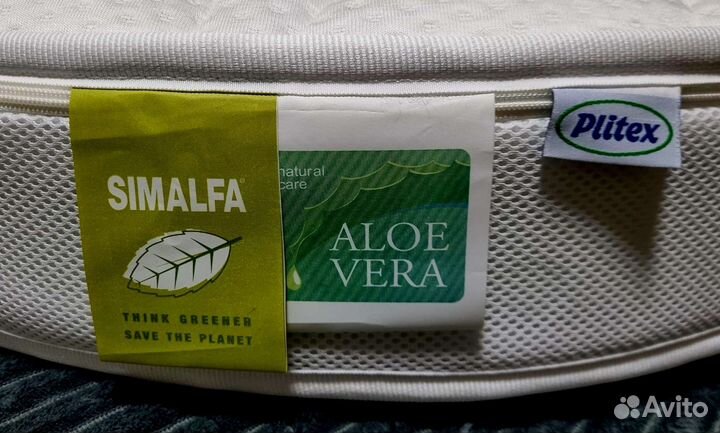 SIMALFA®
THINK GREENER
SAVE THE PLANET
natural
care
ALOE
VERA
Plitex
Avito